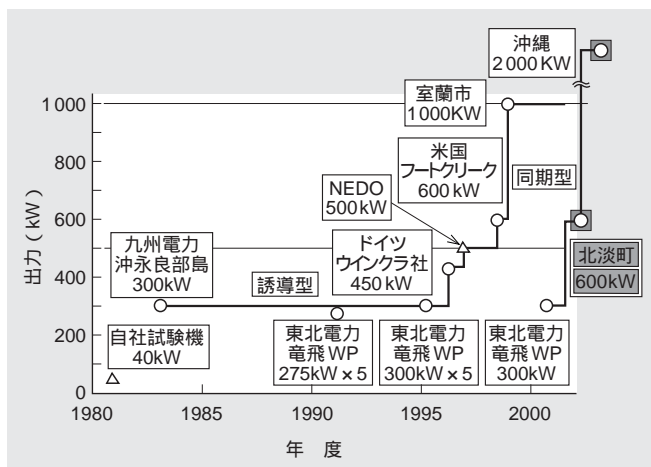 沖縄
2 000 KW
室蘭市
1 000KW
米国
フートクリーク
600 kW
同期型
NEDO
500kW
九州電力
沖永良部島
300kW
誘導型
ドイツ
ウインクラ社
450 kW
北淡町
600kW
自社試験機
40kW
東北電力
竜飛 WP
275kW × 5
東北電力
竜飛 WP
300kW × 5
東北電力
竜飛 WP
300kW
出力(kW)
1 000
800
600
400
200
0
1980
1985
1990
1995
2000
年 度